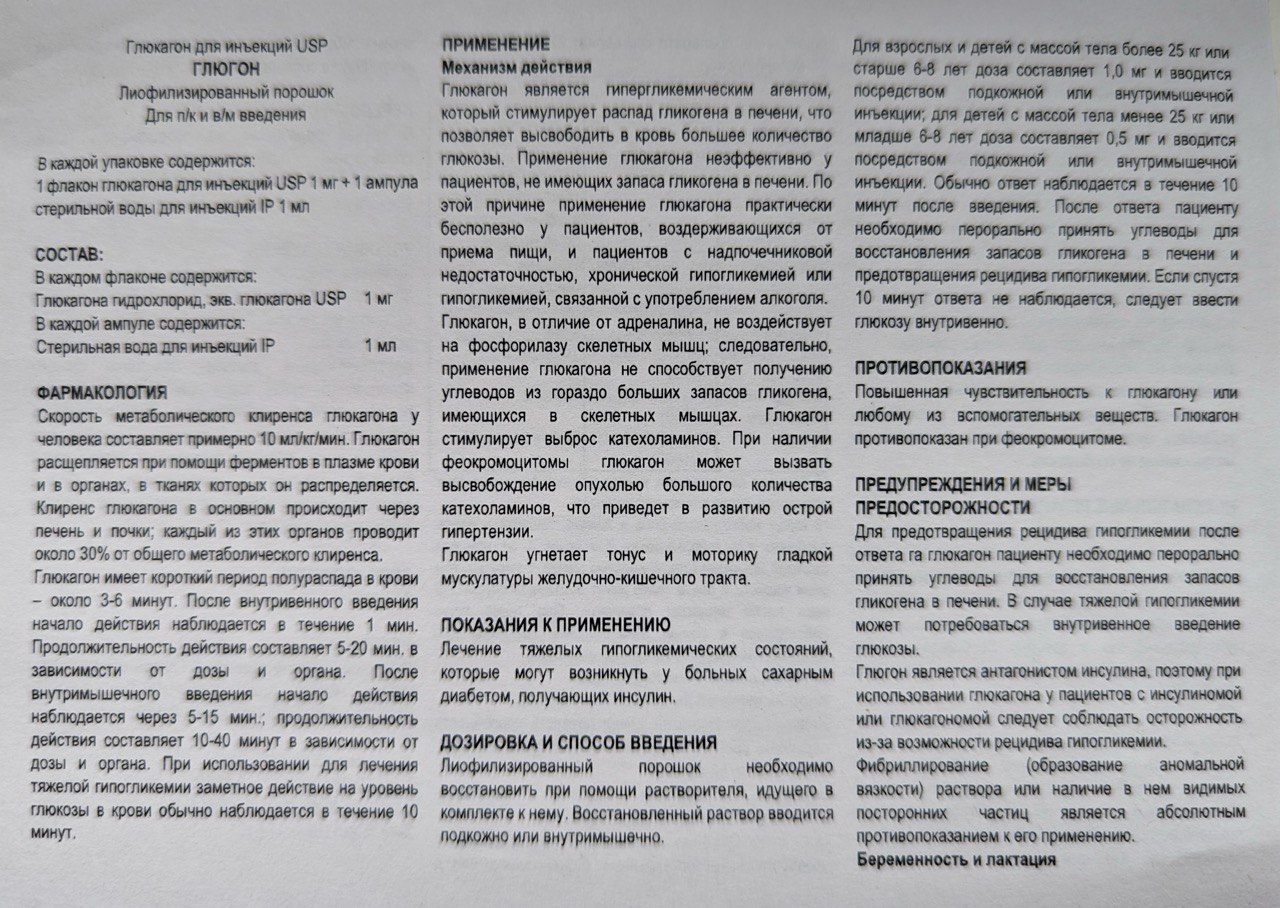 Глюкагон для инъекций USP
ГЛЮГОН
Лиофилизированный порошок
Для п/к и в/м введения
В каждой упаковке содержится:
1 флакон глюкагона для инъекций USP 1 мг + 1 ампула
стерильной воды для инъекций IP 1 мл
СОСТАВ:
В каждом флаконе содержится:
Глюкагона гидрохлорид, экв. глюкагона USP 1 мг
В каждой ампуле содержится:
Стерильная вода для инъекций IP 1 мл
ФАРМАКОЛОГИЯ
Скорость метаболического клиренса глюкагона у
человека составляет примерно 10 мл/кг/мин. Глюкагон
расщепляется при помощи ферментов в плазме крови
и в органах, в тканях которых он распределяется.
Клиренс глюкагона в основном происходит через
печень и почки; каждый из этих органов проводит
около 30% от общего метаболического клиренса.
Глюкагон имеет короткий период полураспада в крови
– около 3-6 минут. После внутривенного введения
начало действия наблюдается в течение 1 мин.
Продолжительность действия составляет 5-20 мин. в
зависимости от дозы и органа. После
внутримышечного введения начало действия
наблюдается через 5-15 мин.; продолжительность
действия составляет 10-40 минут в зависимости от
дозы и органа. При использовании для лечения
тяжелой гипогликемии заметное действие на уровень
глюкозы в крови обычно наблюдается в течение 10
минут.
ПРИМЕНЕНИЕ
Механизм действия
Глюкагон является гипергликемическим агентом,
который стимулирует распад гликогена в печени, что
позволяет высвободить в кровь большее количество
глюкозы. Применение глюкагона неэффективно у
пациентов, не имеющих запаса гликогена в печени. По
этой причине применение глюкагона практически
бесполезно у пациентов, воздерживающихся от
приема пищи, и пациентов с надпочечниковой
недостаточностью, хронической гипогликемией или
гипогликемией, связанной с употреблением алкоголя.
Глюкагон, в отличие от адреналина, не воздействует
на фосфорилазу скелетных мышц; следовательно,
применение глюкагона не способствует получению
углеводов из гораздо больших запасов гликогена,
имеющихся в скелетных мышцах. Глюкагон
стимулирует выброс катехоламинов. При наличии
феокромоцитомы глюкагон может вызвать
высвобождение опухолью большого количества
катехоламинов, что приведет в развитию острой
гипертензии.
Глюкагон угнетает тонус и моторику гладкой
мускулатуры желудочно-кишечного тракта.
ПОКАЗАНИЯ К ПРИМЕНЕНИЮ
Лечение тяжелых гипогликемических состояний,
которые могут возникнуть у больных сахарным
диабетом, получающих инсулин.
ДОЗИРОВКА И СПОСОБ ВВЕДЕНИЯ
Лиофилизированный порошок необходимо
восстановить при помощи растворителя, идущего в
комплекте к нему. Восстановленный раствор вводится
подкожно или внутримышечно.
Для взрослых и детей с массой тела более 25 кг или
старше 6-8 лет доза составляет 1,0 мг и вводится
посредством подкожной или внутримышечной
инъекции; для детей с массой тела менее 25 кг или
младше 6-8 лет доза составляет 0,5 мг и вводится
посредством подкожной или внутримышечной
инъекции. Обычно ответ наблюдается в течение 10
минут после введения. После ответа пациенту
необходимо перорально принять углеводы для
восстановления запасов гликогена в печени и
предотвращения рецидива гипогликемии. Если спустя
10 минут ответа не наблюдается, следует ввести
глюкозу внутривенно.
ПРОТИВОПОКАЗАНИЯ
Повышенная чувствительность к глюкагону или
любому из вспомогательных веществ. Глюкагон
противопоказан при феокромоцитоме.
ПРЕДУПРЕЖДЕНИЯ И МЕРЫ
ПРЕДОСТОРОЖНОСТИ
Для предотвращения рецидива гипогликемии после
ответа га глюкагон пациенту необходимо перорально
принять углеводы для восстановления запасов
гликогена в печени. В случае тяжелой гипогликемии
может потребоваться внутривенное введение
глюкозы.
Глюгон является антагонистом инсулина, поэтому при
использовании глюкагона у пациентов с инсулиномой
или глюкагономой следует соблюдать осторожность
из-за возможности рецидива гипогликемии.
Фибриллирование (образование аномальной
вязкости) раствора или наличие в нем видимых
посторонних частиц является абсолютным
противопоказанием к его применению.
Беременность и лактация